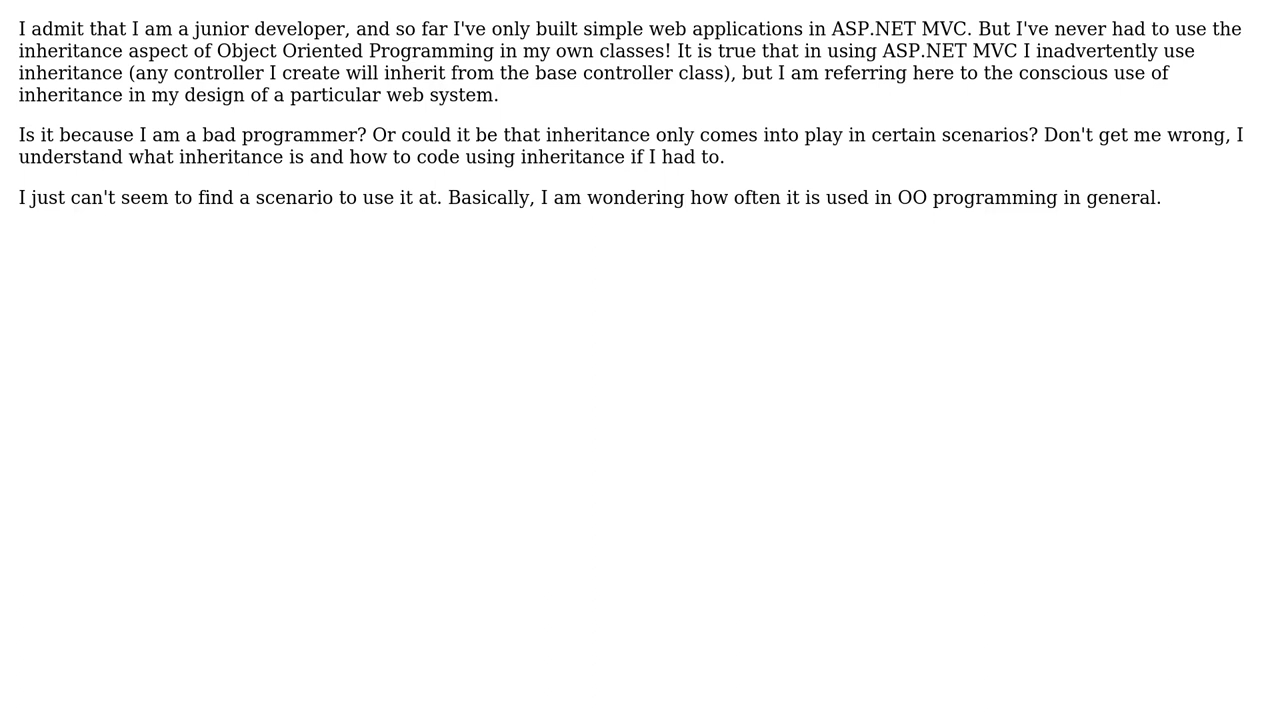 I admit that I am a junior developer, and so far I've only built simple web applications in ASP.NET MVC. But I've never had to use the
inheritance aspect of Object Oriented Programming in my own classes! It is true that in using ASP.NET MVC I inadvertently use
inheritance (any controller I create will inherit from the base controller class), but I am referring here to the conscious use of
inheritance in my design of a particular web system.
Is it because I am a bad programmer? Or could it be that inheritance only comes into play in certain scenarios? Don't get me wrong, I
understand what inheritance is and how to code using inheritance if I had to.
I just can't seem to find a scenario to use it at. Basically, I am wondering how often it is used in OO programming in general.